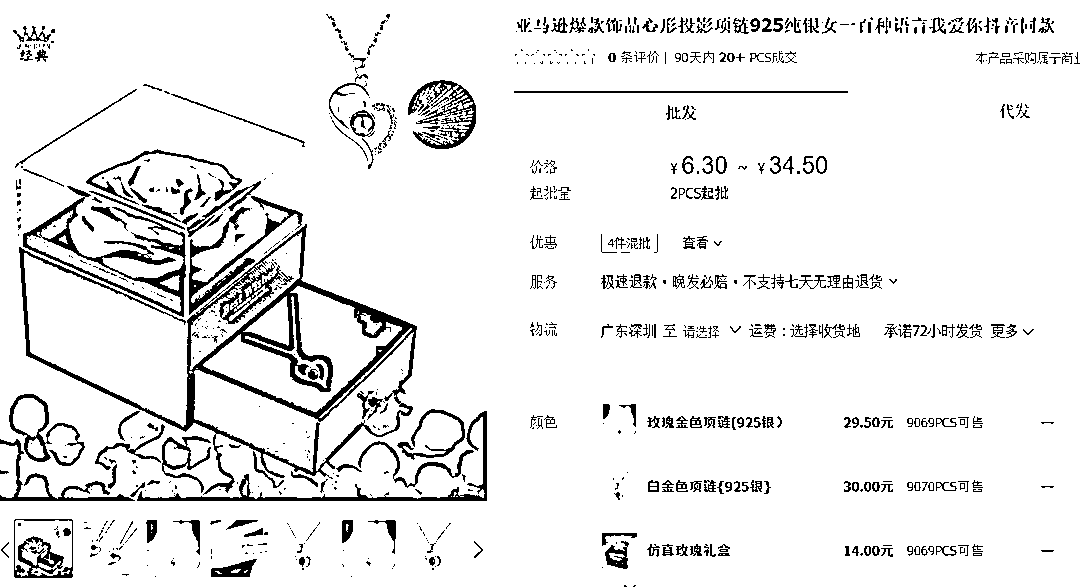 经典
亚马逊爆款饰品心形投影项链925纯银女一百种语言我爱你抖音同款
0 条评价 | 90天内 20+ PCS成交
本产品采购属于商业
批发
代发
价格 ¥ 6.30 ~ ¥ 34.50
起批量 2PCS起批
优惠 4件混批 查看
服务 极速退款·晚发必赔·不支持七天无理由退货
物流 广东深圳 至 请选择 运费：选择收货地 承诺72小时发货 更多
颜色 玫瑰金色项链{925银） 29.50元 9069PCS可售
白金色项链{925银} 30.00元 9070PCS可售
仿真玫瑰礼盒 14.00元 9069PCS可售